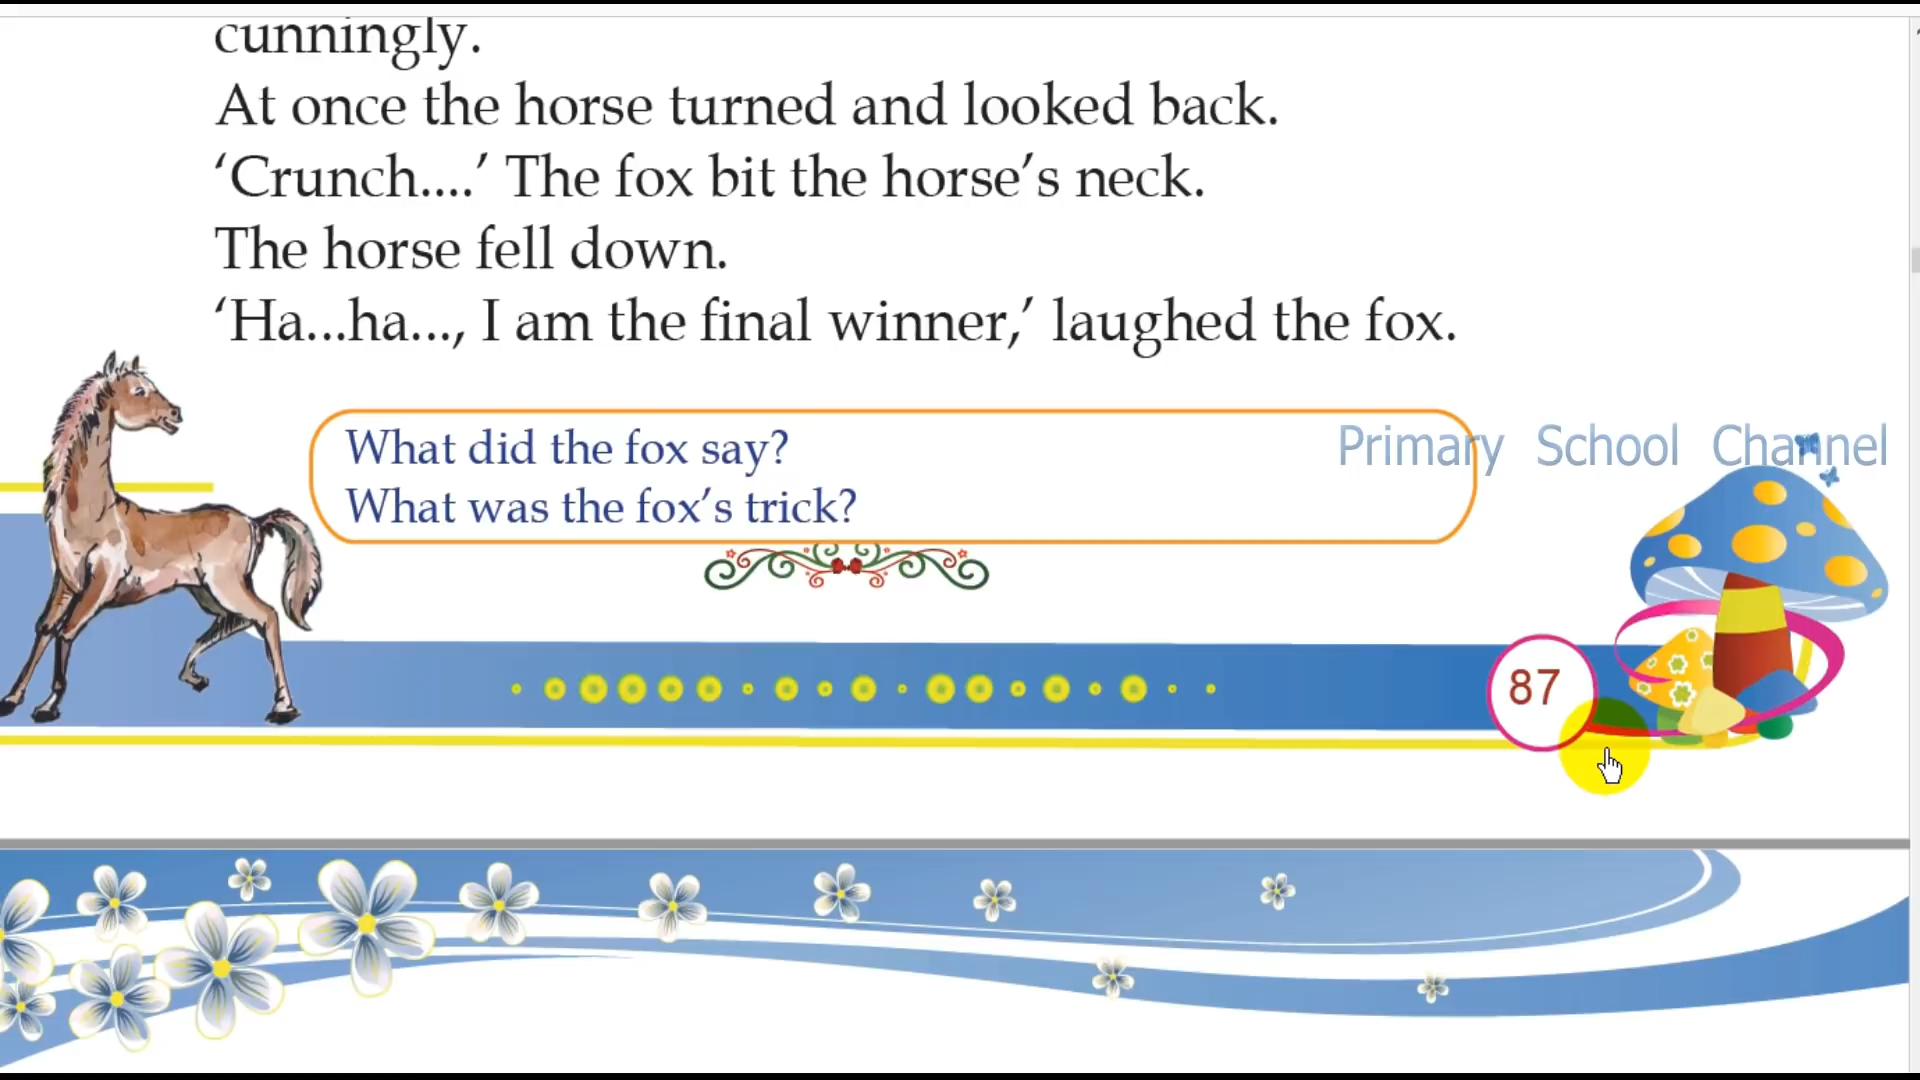 cunningly.
At once the horse turned and looked back.
‘Crunch....’ The fox bit the horse’s neck.
The horse fell down.
‘Ha...ha..., I am the final winner,’ laughed the fox.
What did the fox say?
Primary School Channel
What was the fox’s trick?
87